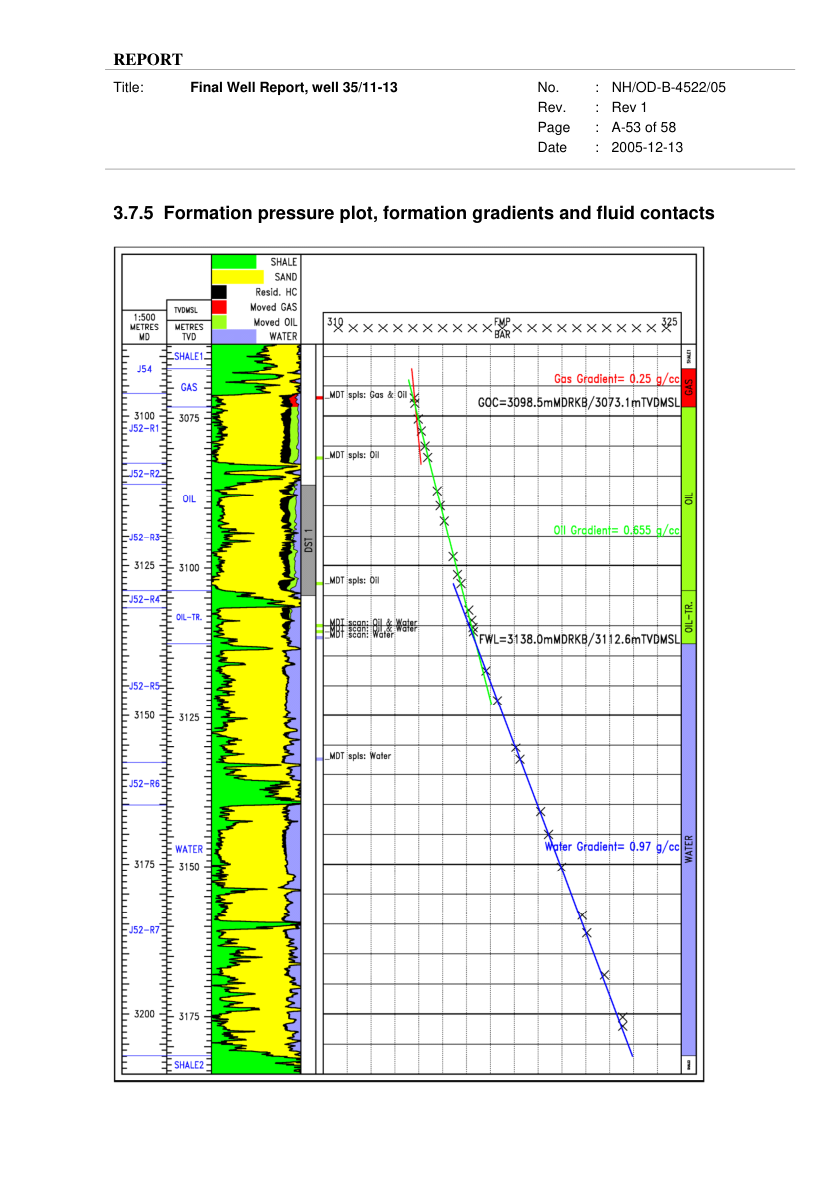 REPORT
Title: Final Well Report, well 35/11-13 No. : NH/OD-B-4522/05
Rev. : Rev 1
Page : A-53 of 58
Date : 2005-12-13
3.7.5 Formation pressure plot, formation gradients and fluid contacts
SHALE
SAND
Resid. HC
Moved GAS
Moved OIL
WATER
1:500
METRES
MD
TVDMSL
METRES
TVD
310 FMP 325
BAR
SHALE1
J54
GAS
Gas Gradient= 0.25 g/cc
GAS
_MDT spls: Gas & Oil
GOC=3098.5mMDRKB/3073.1mTVDMSL
3100
3075
J52-R1
_MDT spls: Oil
J52-R2
OIL
OIL
Oil Gradient= 0.655 g/cc
DST 1
J52-R3
3125
3100
_MDT spls: Oil
J52-R4
OIL-TR.
OIL-TR.
_MDT scan: Oil & Water
_MDT scan: Oil & Water
_MDT scan: Water
FWL=3138.0mMDRKB/3112.6mTVDMSL
J52-R5
3150
3125
_MDT spls: Water
J52-R6
WATER
Water Gradient= 0.97 g/cc
WATER
3175
3150
J52-R7
3200
3175
SHALE2